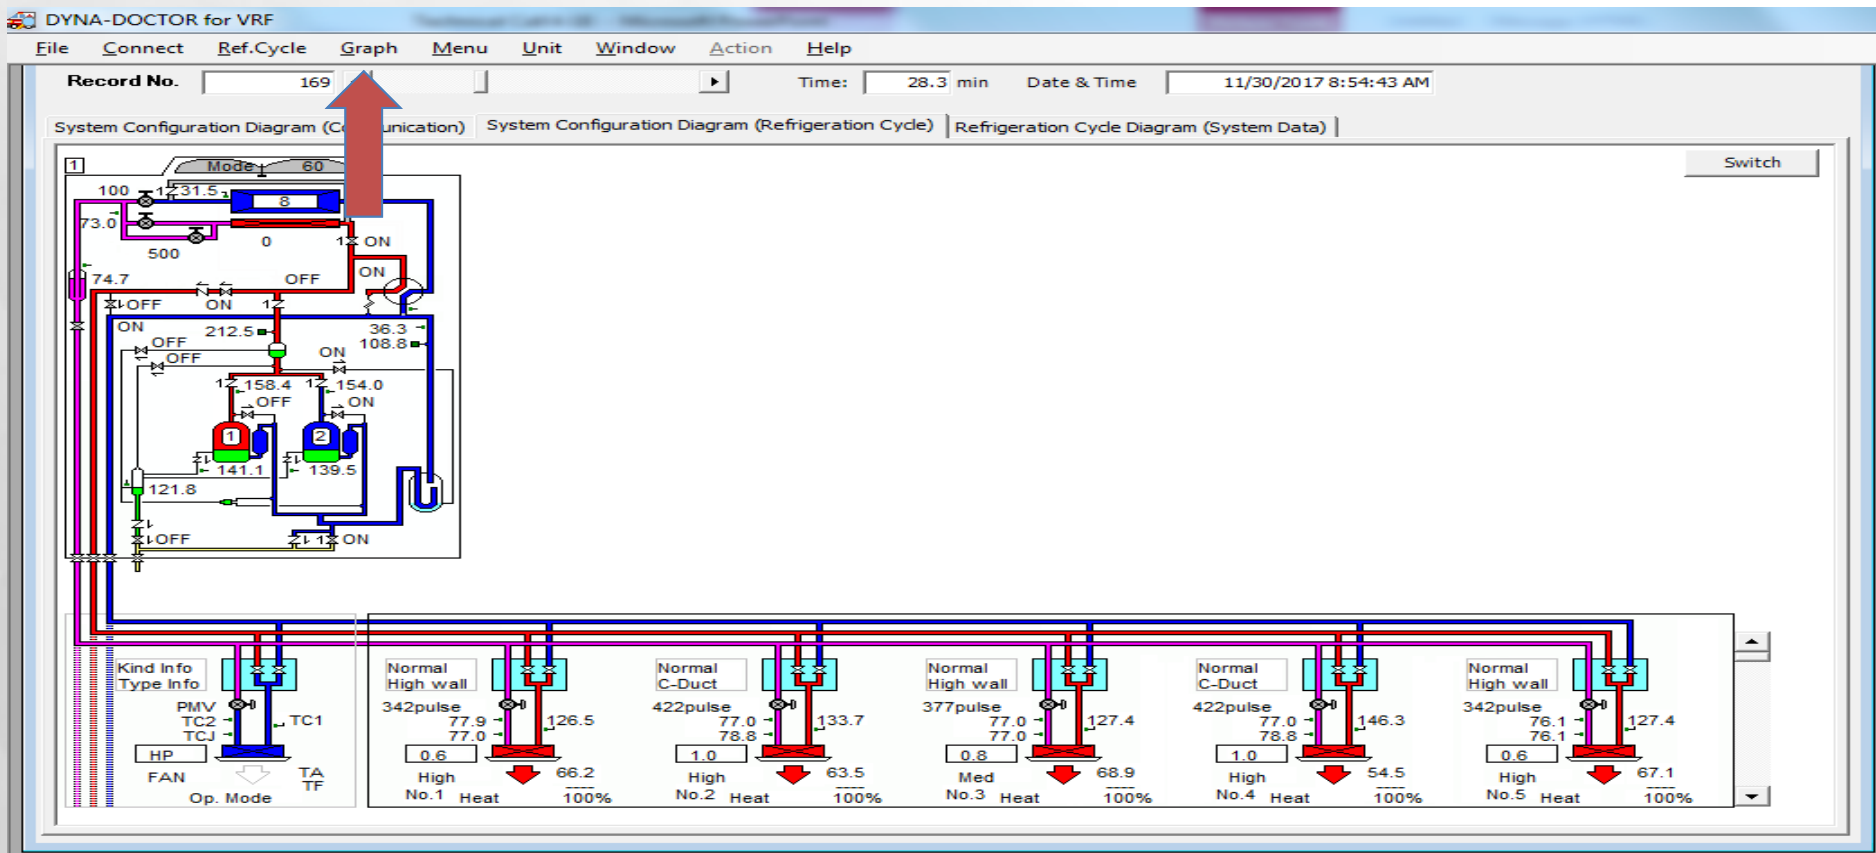 DYNA-DOCTOR for VRF
File Connect Ref.Cycle Graph Menu Unit Window Action Help
Record No. 169 Time: 28.3 min Date & Time 11/30/2017 8:54:43 AM
System Configuration Diagram (C unication) System Configuration Diagram (Refrigeration Cycle) Refrigeration Cycle Diagram (System Data)
Switch
1
Mode 60
100 1 31.5 1
8
73.0
0 1 ON
500
74.7 OFF ON
OFF ON 1
ON 212.5 36.3
OFF 108.8
OFF ON
1 158.4 1 154.0
OFF ON
1 2
141.1 139.5
121.8
OFF 1 1 ON
Kind Info Normal Normal Normal Normal Normal
Type Info High wall C-Duct High wall C-Duct High wall
PMV 342pulse 422pulse 377pulse 422pulse 342pulse
TC2 TC1 77.9 126.5 77.0 133.7 77.0 127.4 77.0 146.3 76.1 127.4
TCJ 77.0 78.8 77.0 78.8 76.1
HP 0.6 1.0 0.8 1.0 0.6
FAN TA High 66.2 High 63.5 Med 68.9 High 54.5 High 67.1
TF ---- ---- ---- ---- ----
Op. Mode No.1 Heat 100% No.2 Heat 100% No.3 Heat 100% No.4 Heat 100% No.5 Heat 100%